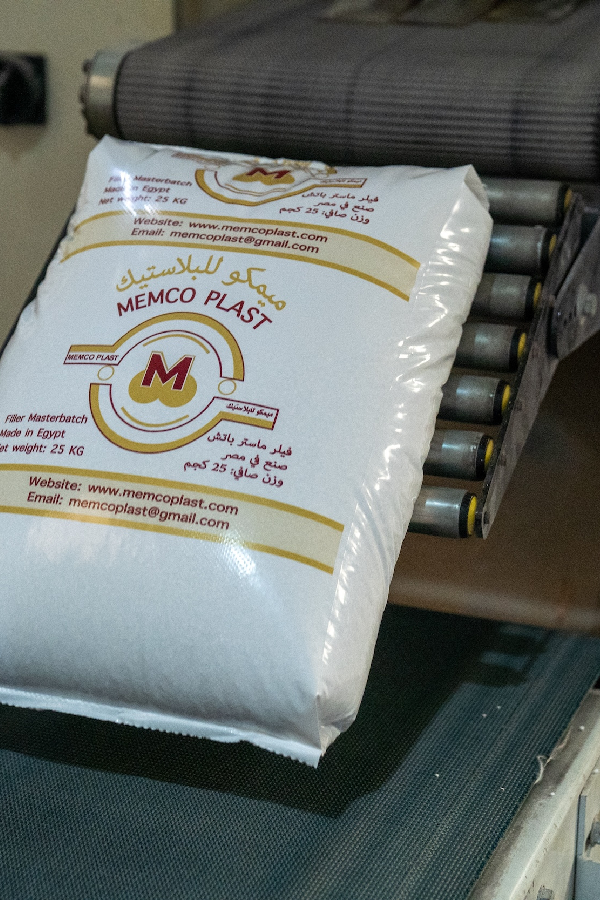 Filler Masterbatch
Made in Egypt
Net weight: 25 KG
M
فيلر ماستر باتش
صنع في مصر
وزن صافي: 25 كجم
Website: www.memcoplast.com
Email: memcoplast@gmail.com
ميمكو للبلاستيك
MEMCO PLAST
MEMCO PLAST
M
ميمكو للبلاستيك
Filler Masterbatch
Made in Egypt
Net weight: 25 KG
فيلر ماستر باتش
صنع في مصر
وزن صافي: 25 كجم
Website: www.memcoplast.com
Email: memcoplast@gmail.com